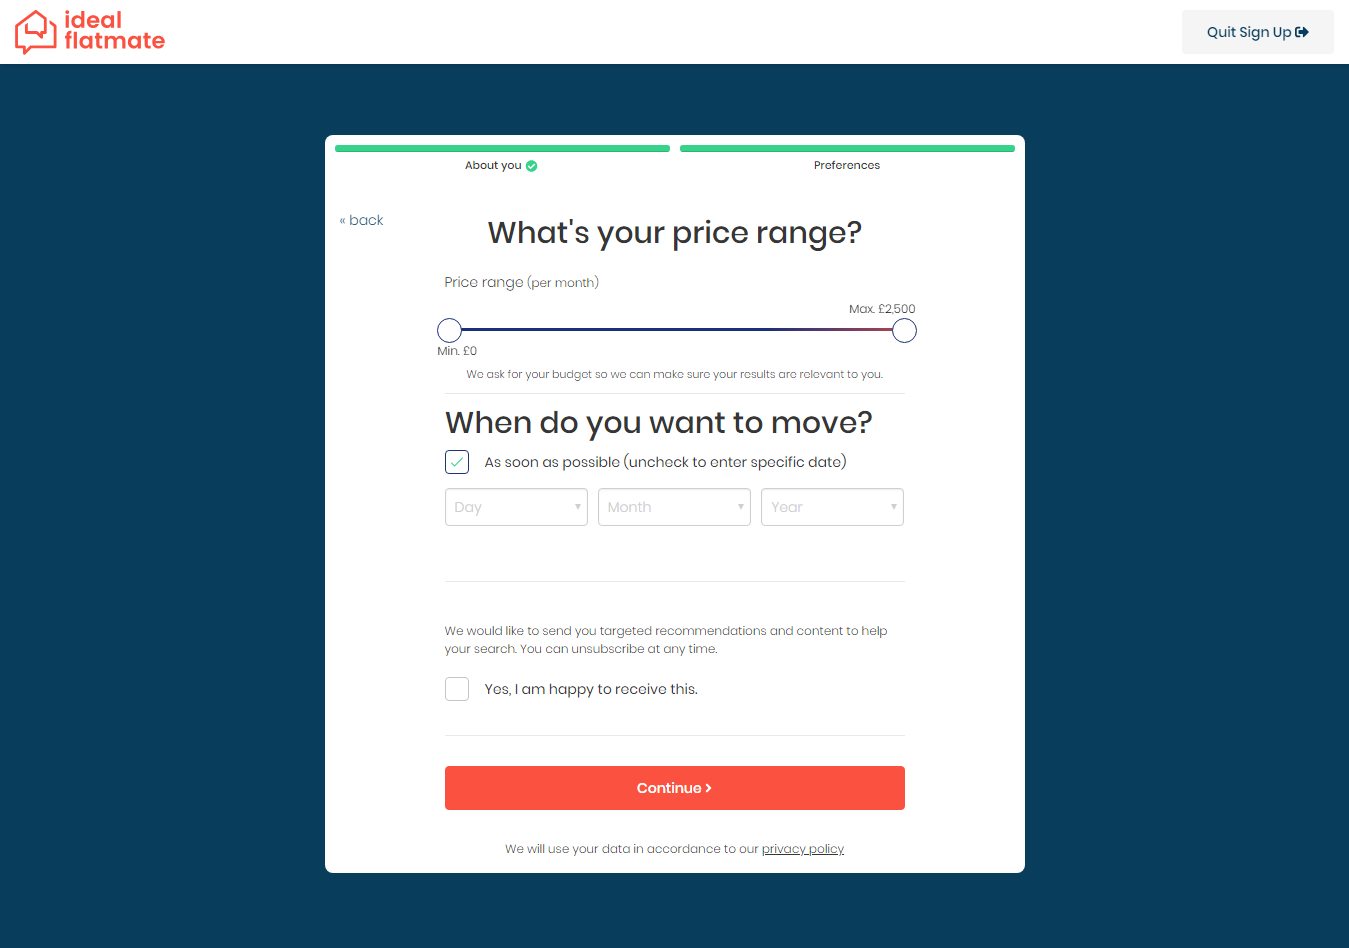 ideal
flatmate
Quit Sign Up
About you
Preferences
« back
What's your price range?
Price range (per month)
Max. £2,500
Min. £0
We ask for your budget so we can make sure your results are relevant to you.
When do you want to move?
As soon as possible (uncheck to enter specific date)
Day
Month
Year
We would like to send you targeted recommendations and content to help
your search. You can unsubscribe at any time.
Yes, I am happy to receive this.
Continue
We will use your data in accordance to our privacy policy